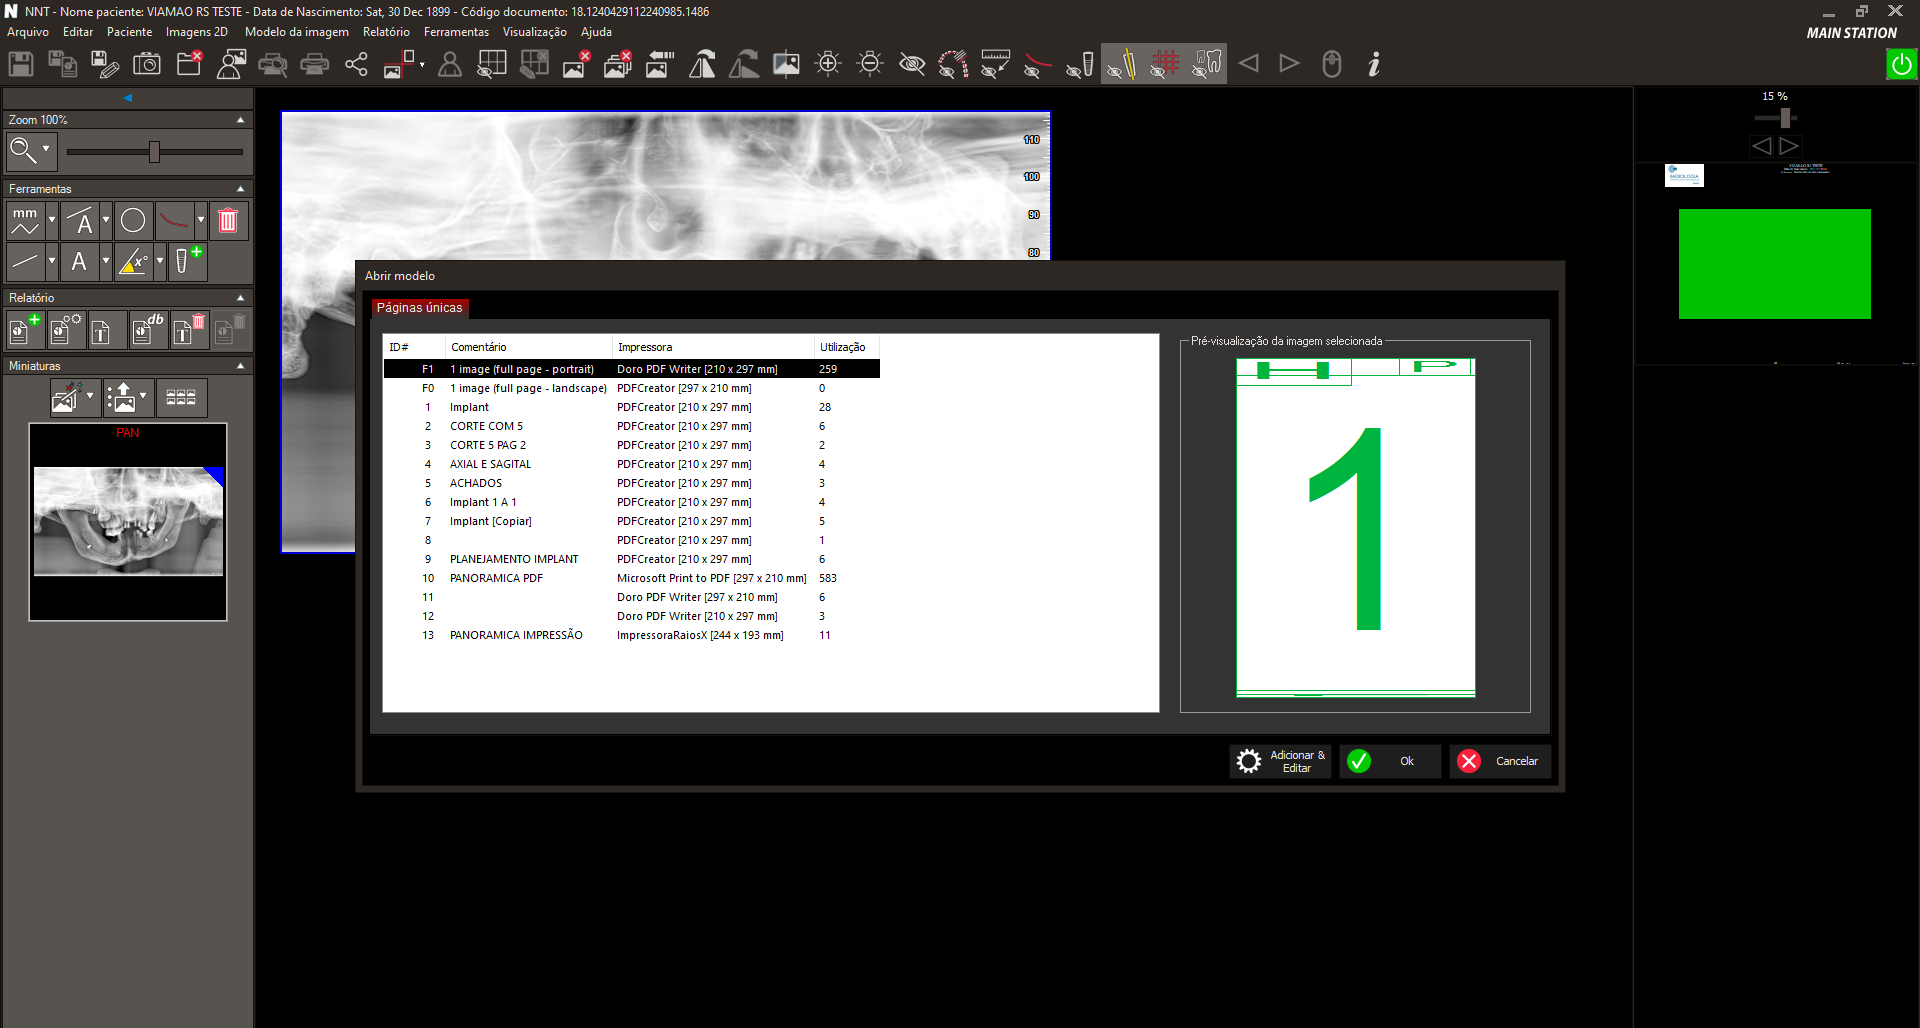 NNT - Nome paciente: VIAMAO RS TESTE - Data de Nascimento: Sat, 30 Dec 1899 - Código documento: 18.1240429112240985.1486
Arquivo Editar Paciente Imagens 2D Modelo da imagem Relatório Ferramentas Visualização Ajuda
MAIN STATION
Zoom 100%
Ferramentas
mm
A
A
x°
Relatório
T
db
T
Miniaturas
PAN
110
100
90
80
15 %
RADIOLOGIA
VIAMAO RS TESTE
Abrir modelo
Páginas únicas
ID# Comentário Impressora Utilização
F1 1 image (full page - portrait) Doro PDF Writer [210 x 297 mm] 259
F0 1 image (full page - landscape) PDFCreator [297 x 210 mm] 0
1 Implant PDFCreator [210 x 297 mm] 28
2 CORTE COM 5 PDFCreator [210 x 297 mm] 6
3 CORTE 5 PAG 2 PDFCreator [210 x 297 mm] 2
4 AXIAL E SAGITAL PDFCreator [210 x 297 mm] 4
5 ACHADOS PDFCreator [210 x 297 mm] 3
6 Implant 1 A 1 PDFCreator [210 x 297 mm] 4
7 Implant [Copiar] PDFCreator [210 x 297 mm] 5
8 PDFCreator [210 x 297 mm] 1
9 PLANEJAMENTO IMPLANT PDFCreator [210 x 297 mm] 6
10 PANORAMICA PDF Microsoft Print to PDF [297 x 210 mm] 583
11 Doro PDF Writer [297 x 210 mm] 6
12 Doro PDF Writer [210 x 297 mm] 3
13 PANORAMICA IMPRESSÃO ImpressoraRaiosX [244 x 193 mm] 11
Pré-visualização da imagem selecionada
H P
1
Adicionar & Editar
Ok
Cancelar